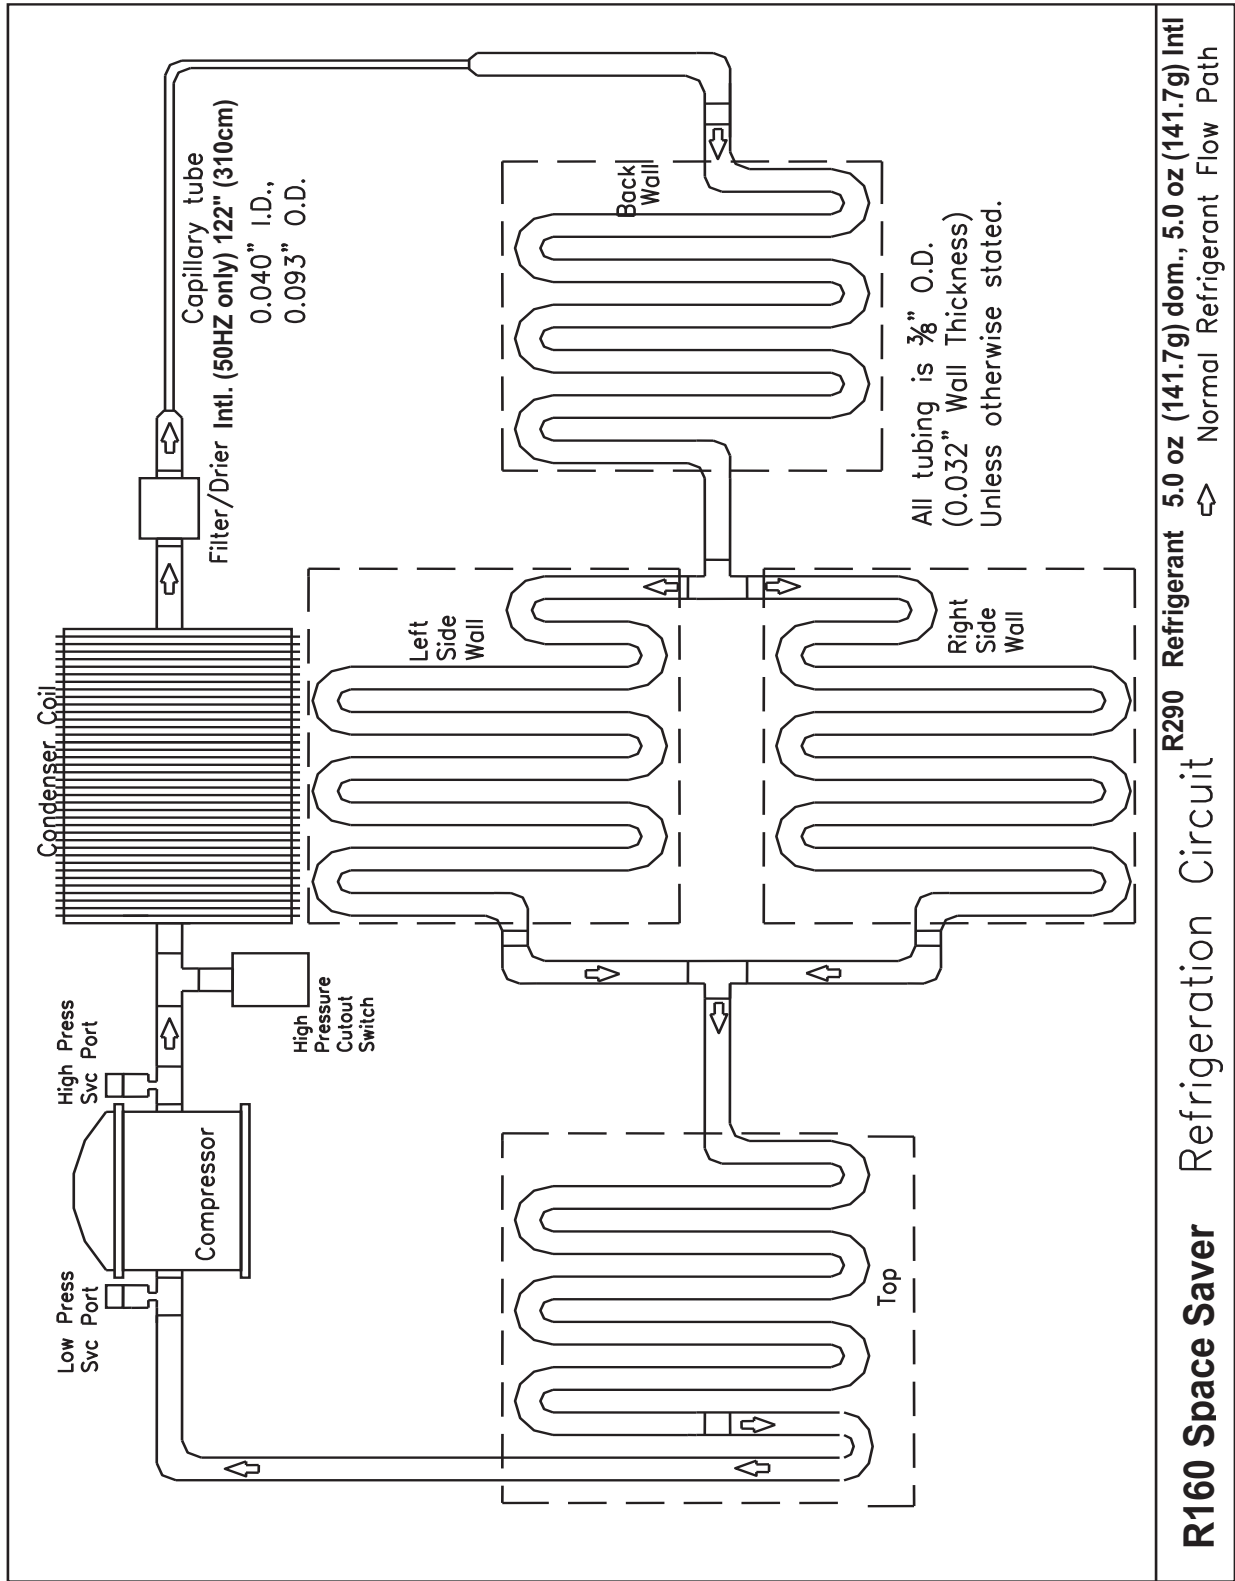 Low Press
Svc Port
High Press
Svc Port
Compressor
High
Pressure
Cutout
Switch
Condenser Coil
Filter/Drier
Capillary tube
Intl. (50HZ only) 122" (310cm)
0.040" I.D.,
0.093" O.D.
Left
Side
Wall
Back
Wall
Right
Side
Wall
Top
All tubing is ⅜" O.D.
(0.032" Wall Thickness)
Unless otherwise stated.
R160 Space Saver Refrigeration Circuit
R290 Refrigerant 5.0 oz (141.7g) dom., 5.0 oz (141.7g) Intl
Normal Refrigerant Flow Path